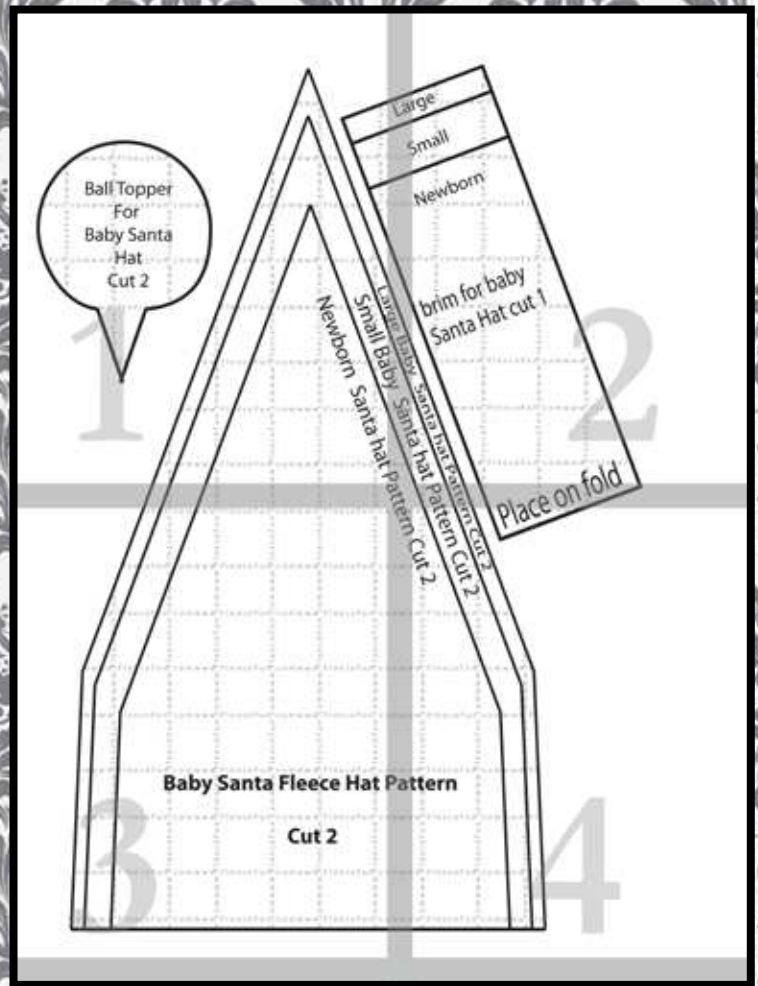 Ball Topper
For
Baby Santa
Hat
Cut 2
1
Large
Small
Newborn
brim for baby
Santa Hat cut 1
Place on fold
2
Large Baby Santa hat Pattern Cut 2
Small Baby Santa hat Pattern Cut 2
Newborn Santa hat Pattern Cut 2
Baby Santa Fleece Hat Pattern
Cut 2
3
4